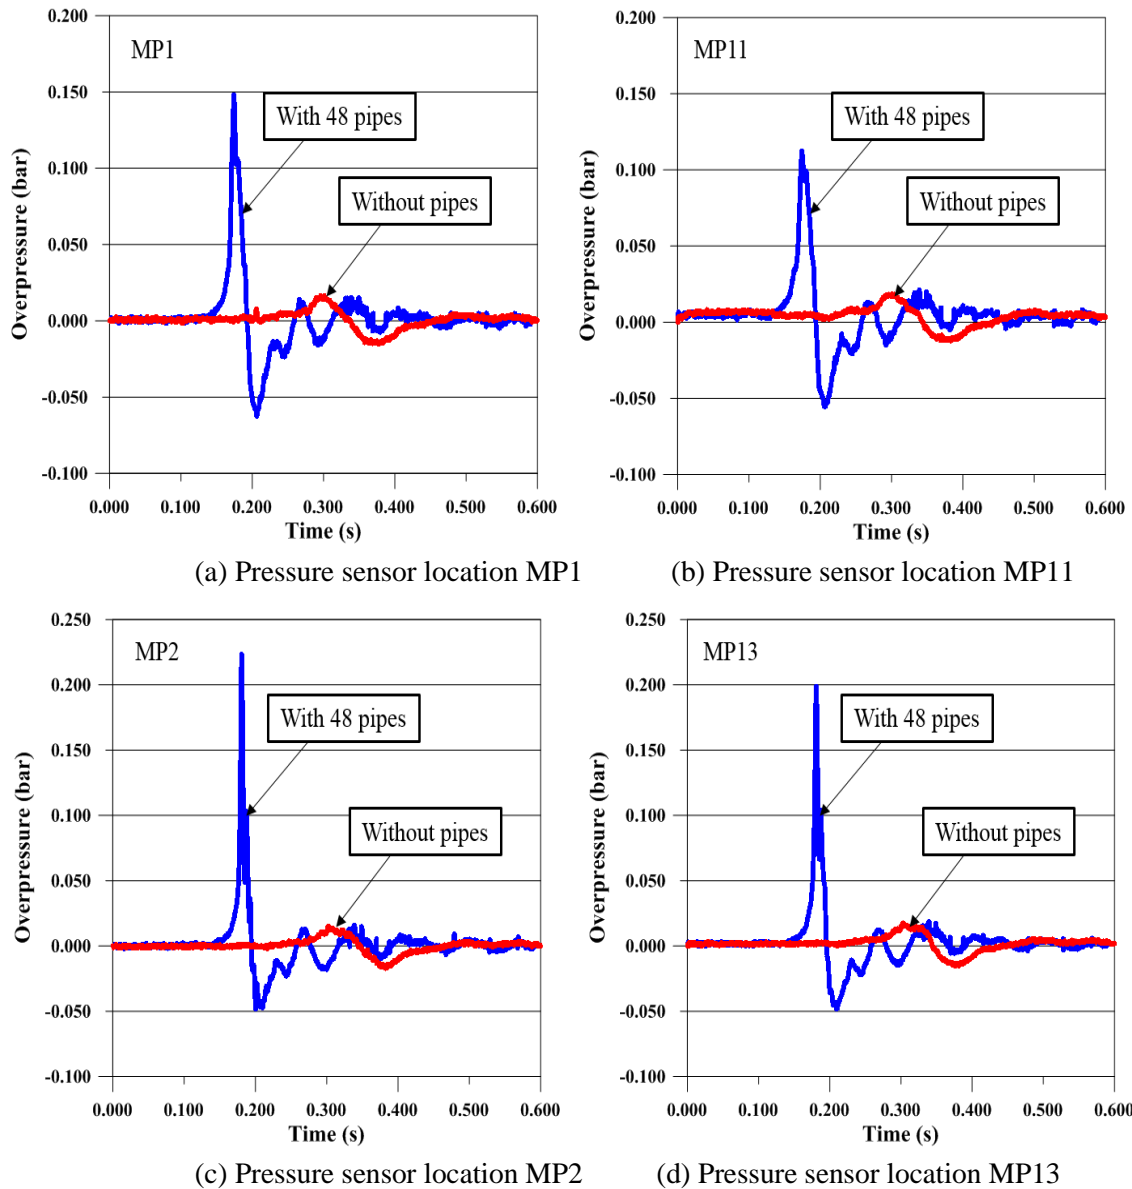 0.200
0.150
0.100
0.050
0.000
-0.050
-0.100
Overpressure (bar)
MP1
With 48 pipes
Without pipes
0.000 0.100 0.200 0.300 0.400 0.500 0.600
Time (s)
(a) Pressure sensor location MP1
0.200
0.150
0.100
0.050
0.000
-0.050
-0.100
Overpressure (bar)
MP11
With 48 pipes
Without pipes
0.000 0.100 0.200 0.300 0.400 0.500 0.600
Time (s)
(b) Pressure sensor location MP11
0.250
0.200
0.150
0.100
0.050
0.000
-0.050
-0.100
Overpressure (bar)
MP2
With 48 pipes
Without pipes
0.000 0.100 0.200 0.300 0.400 0.500 0.600
Time (s)
(c) Pressure sensor location MP2
0.250
0.200
0.150
0.100
0.050
0.000
-0.050
-0.100
Overpressure (bar)
MP13
With 48 pipes
Without pipes
0.000 0.100 0.200 0.300 0.400 0.500 0.600
Time (s)
(d) Pressure sensor location MP13